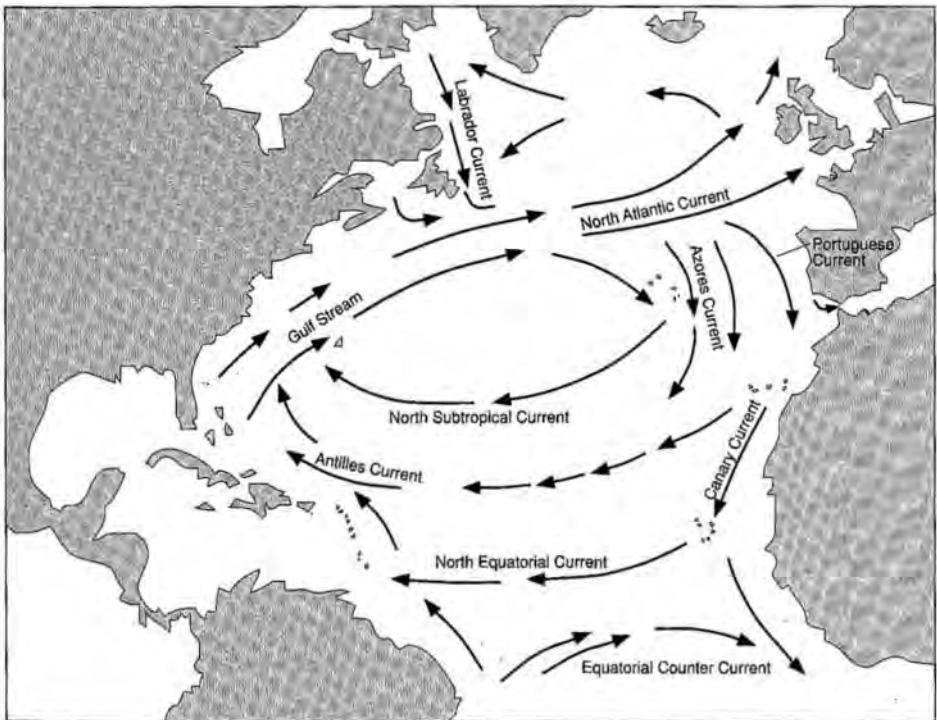 Labrador Current
North Atlantic Current
Portuguese
Current
Azores Current
Gulf Stream
North Subtropical Current
Canary Current
Antilles Current
North Equatorial Current
Equatorial Counter Current